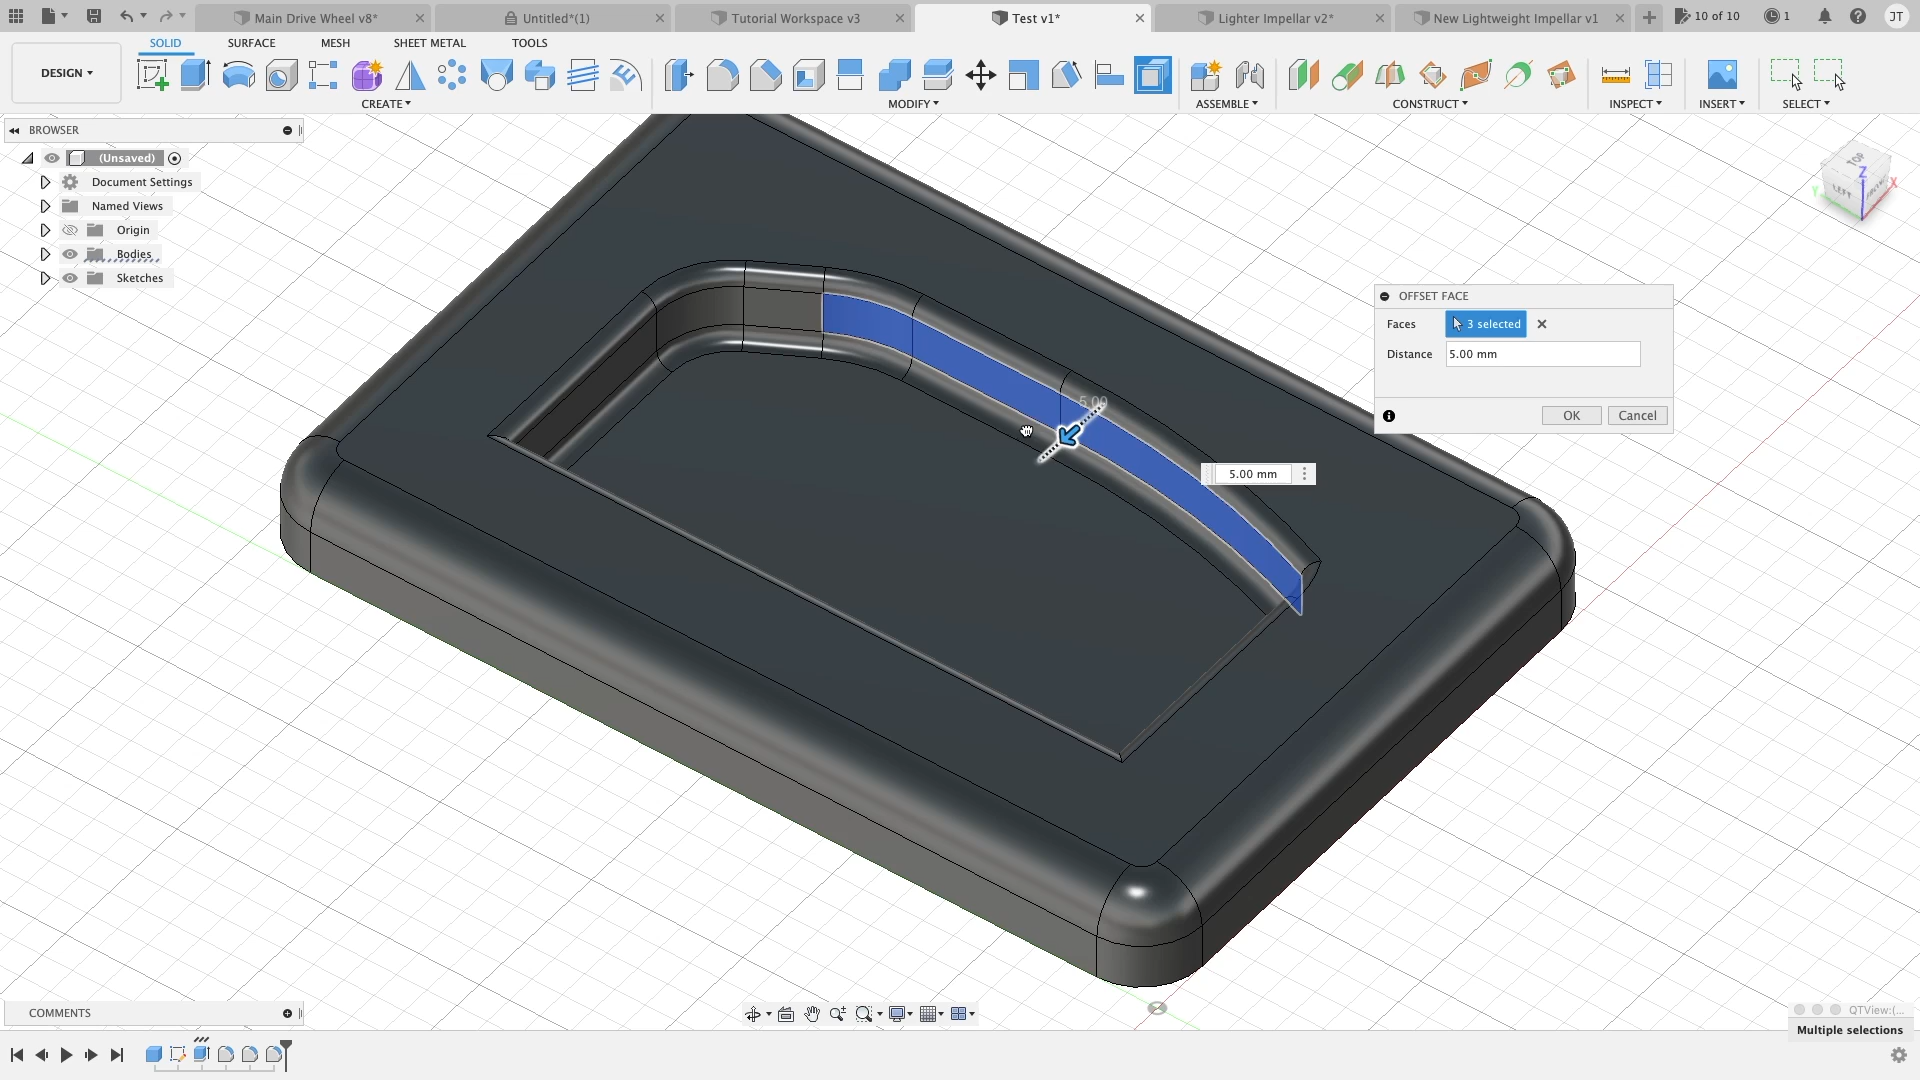 Main Drive Wheel v8*
Untitled*(1)
Tutorial Workspace v3
Test v1*
Lighter Impellar v2*
New Lightweight Impellar v1
10 of 10
1
JT
DESIGN
SOLID
SURFACE
MESH
SHEET METAL
TOOLS
CREATE
MODIFY
ASSEMBLE
CONSTRUCT
INSPECT
INSERT
SELECT
BROWSER
(Unsaved)
Document Settings
Named Views
Origin
Bodies
Sketches
TOP
LEFT
Z
X
Y
OFFSET FACE
Faces
3 selected
Distance
5.00 mm
OK
Cancel
5.00
5.00 mm
COMMENTS
QTView:(...
Multiple selections